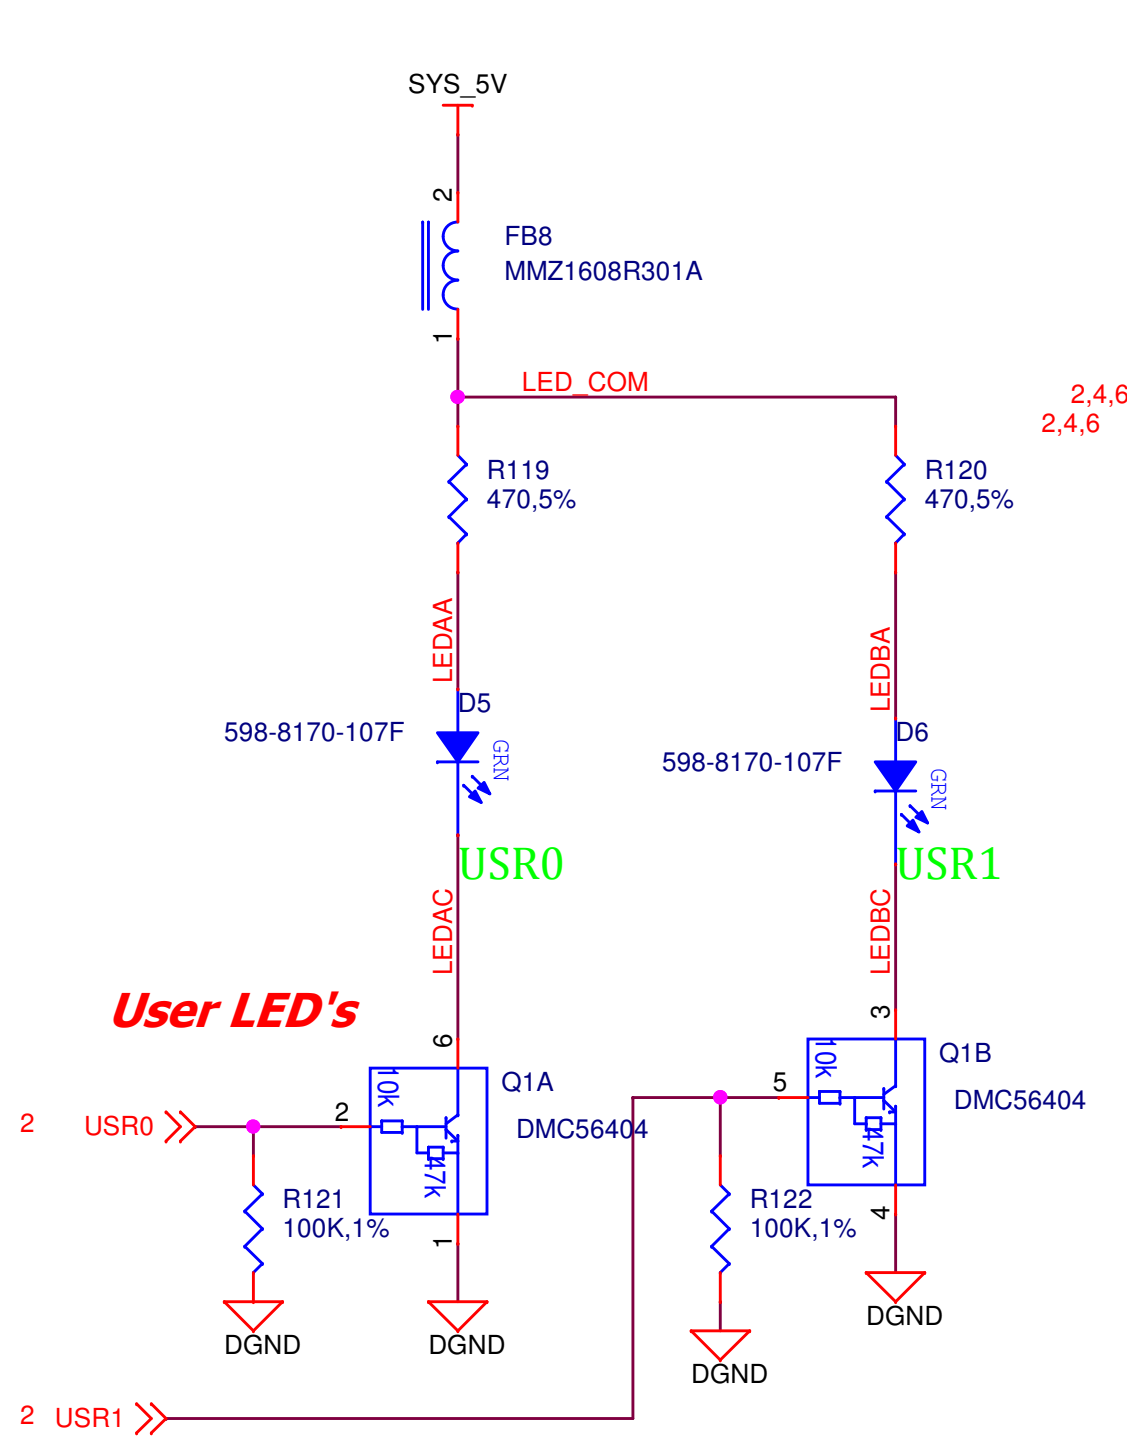 SYS_5V
2
FB8
MMZ1608R301A
1
LED_COM
2,4,6
2,4,6
R119
470,5%
R120
470,5%
LEDAA
LEDBA
D5
598-8170-107F
GRN
D6
598-8170-107F
GRN
USR0
USR1
LEDAC
LEDBC
User LED's
6
3
10k
Q1A
DMC56404
47k
10k
Q1B
DMC56404
47k
2
USR0
2
5
R121
100K,1%
1
R122
100K,1%
4
DGND
DGND
DGND
DGND
2
USR1